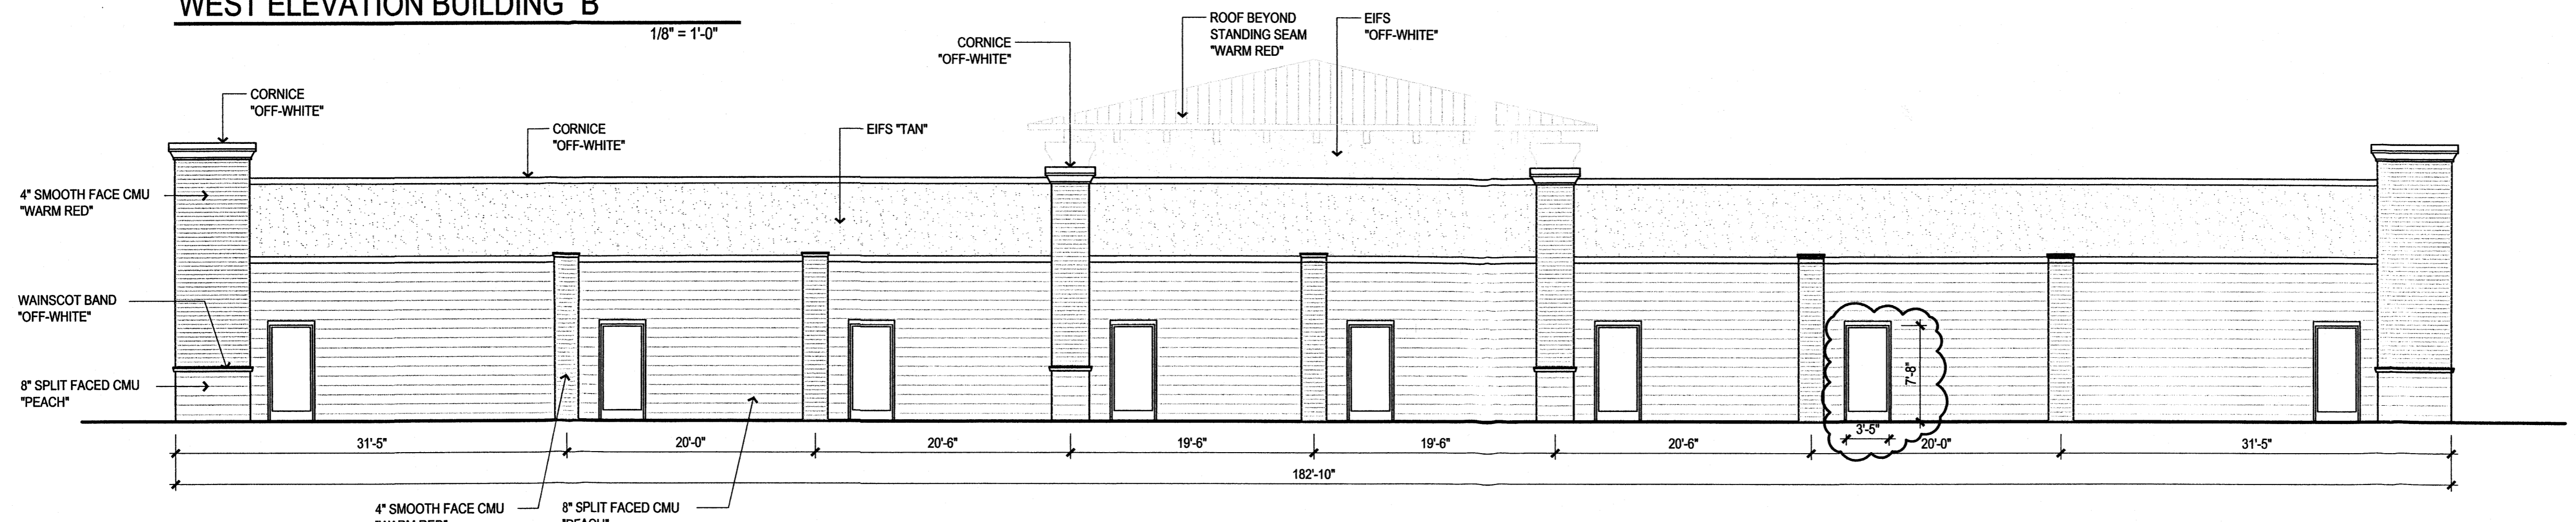 WEST ELEVATION BUILDING "B"
1/8" = 1'-0"
ROOF BEYOND
STANDING SEAM
"WARM RED"
EIFS
"OFF-WHITE"
CORNICE
"OFF-WHITE"
CORNICE
"OFF-WHITE"
CORNICE
"OFF-WHITE"
EIFS "TAN"
4" SMOOTH FACE CMU
"WARM RED"
WAINSCOT BAND
"OFF-WHITE"
8" SPLIT FACED CMU
"PEACH"
7'-8"
3'-5"
31'-5"
20'-0"
20'-6"
19'-6"
19'-6"
20'-6"
20'-0"
31'-5"
182'-10"
4" SMOOTH FACE CMU
"WARM RED"
8" SPLIT FACED CMU
"PEACH"